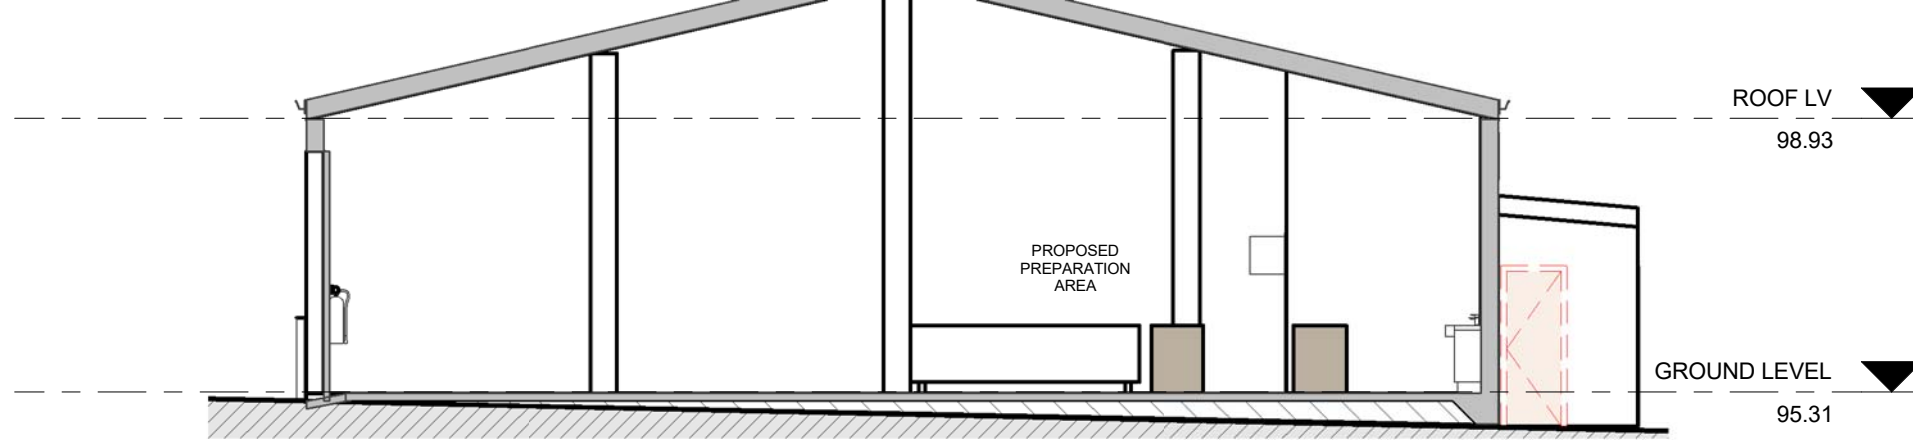 ROOF LV
98.93
PROPOSED
PREPARATION
AREA
GROUND LEVEL
95.31